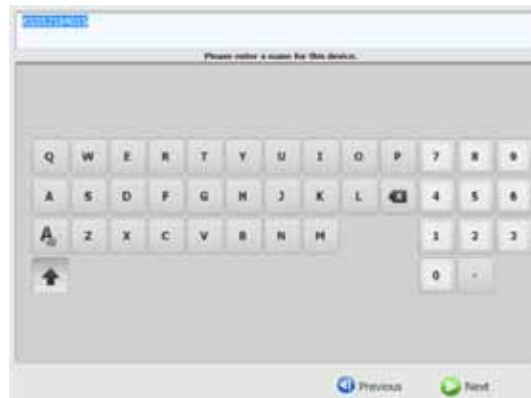 Please enter a name for this device.
Q W E R T Y U I O P 7 8 9
A S D F G H J K L 4 5 6
A Z X C V B N M 1 2 3
0 -
Previous Next